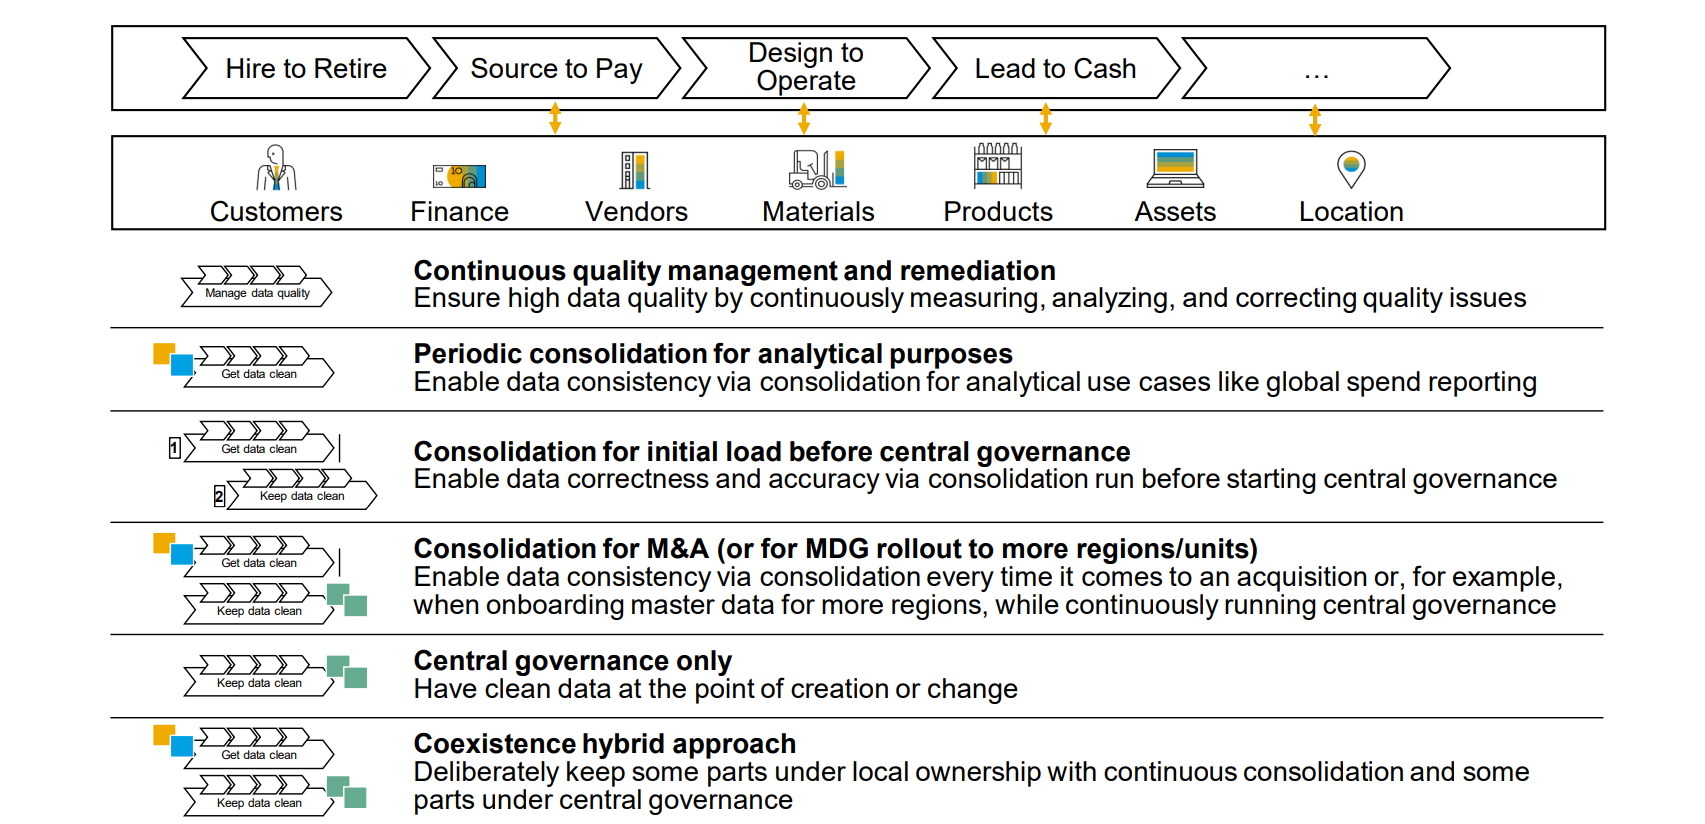 Hire to Retire
Source to Pay
Design to
Operate
Lead to Cash
...
Customers
Finance
10
10
Vendors
Materials
Products
Assets
Location
Manage data quality
Continuous quality management and remediation
Ensure high data quality by continuously measuring, analyzing, and correcting quality issues
Get data clean
Periodic consolidation for analytical purposes
Enable data consistency via consolidation for analytical use cases like global spend reporting
1
Get data clean
2
Keep data clean
Consolidation for initial load before central governance
Enable data correctness and accuracy via consolidation run before starting central governance
Get data clean
Keep data clean
Consolidation for M&A (or for MDG rollout to more regions/units)
Enable data consistency via consolidation every time it comes to an acquisition or, for example,
when onboarding master data for more regions, while continuously running central governance
Keep data clean
Central governance only
Have clean data at the point of creation or change
Get data clean
Keep data clean
Coexistence hybrid approach
Deliberately keep some parts under local ownership with continuous consolidation and some
parts under central governance